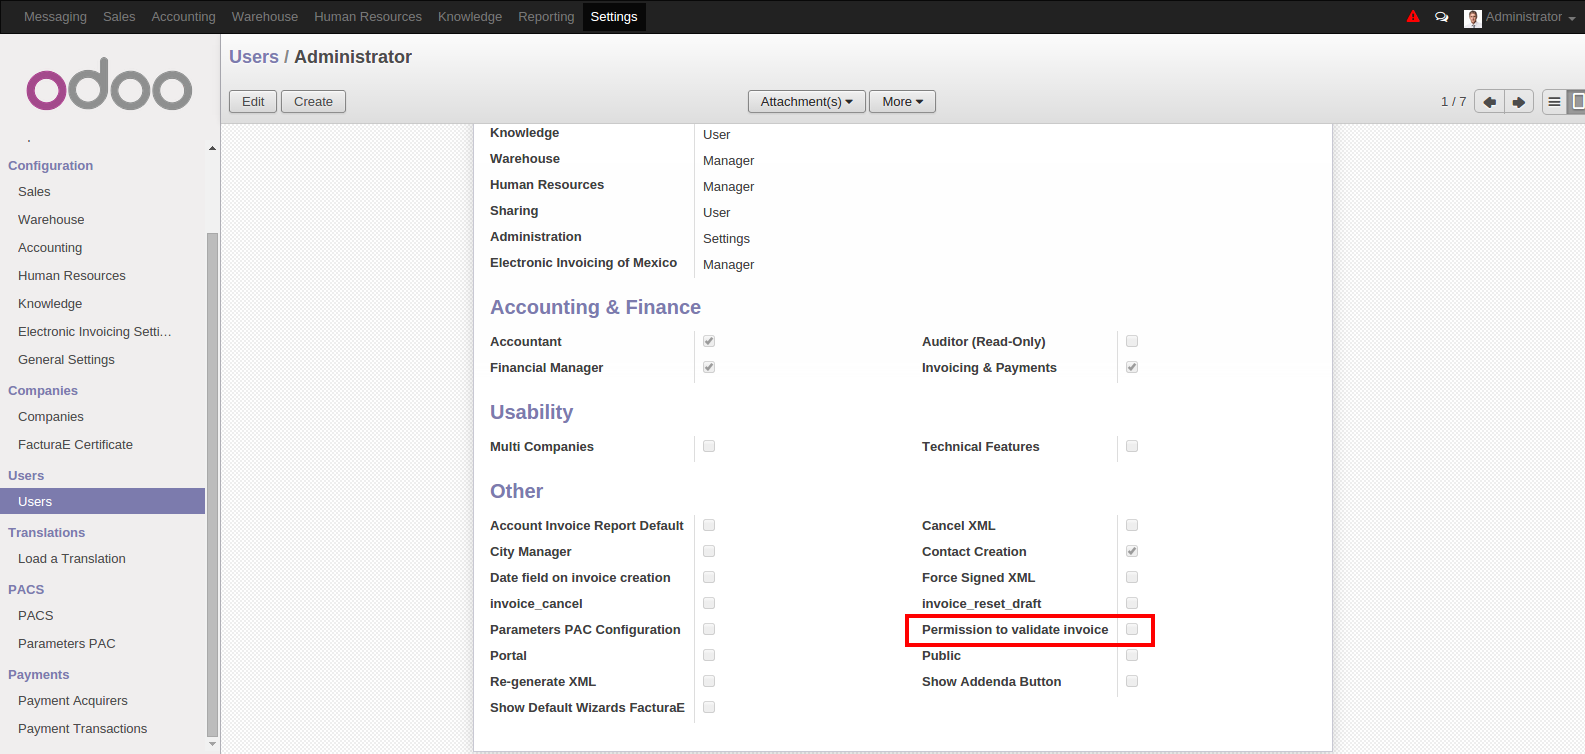 Messaging Sales Accounting Warehouse Human Resources Knowledge Reporting Settings Administrator
odoo
Users / Administrator
Edit Create Attachment(s) More 1 / 7
Configuration
Sales
Warehouse
Accounting
Human Resources
Knowledge
Electronic Invoicing Setti...
General Settings
Companies
Companies
FacturaE Certificate
Users
Users
Translations
Load a Translation
PACS
PACS
Parameters PAC
Payments
Payment Acquirers
Payment Transactions
Knowledge User
Warehouse Manager
Human Resources Manager
Sharing User
Administration Settings
Electronic Invoicing of Mexico Manager
Accounting & Finance
Accountant Auditor (Read-Only)
Financial Manager Invoicing & Payments
Usability
Multi Companies Technical Features
Other
Account Invoice Report Default Cancel XML
City Manager Contact Creation
Date field on invoice creation Force Signed XML
invoice_cancel invoice_reset_draft
Parameters PAC Configuration Permission to validate invoice
Portal Public
Re-generate XML Show Addenda Button
Show Default Wizards FacturaE